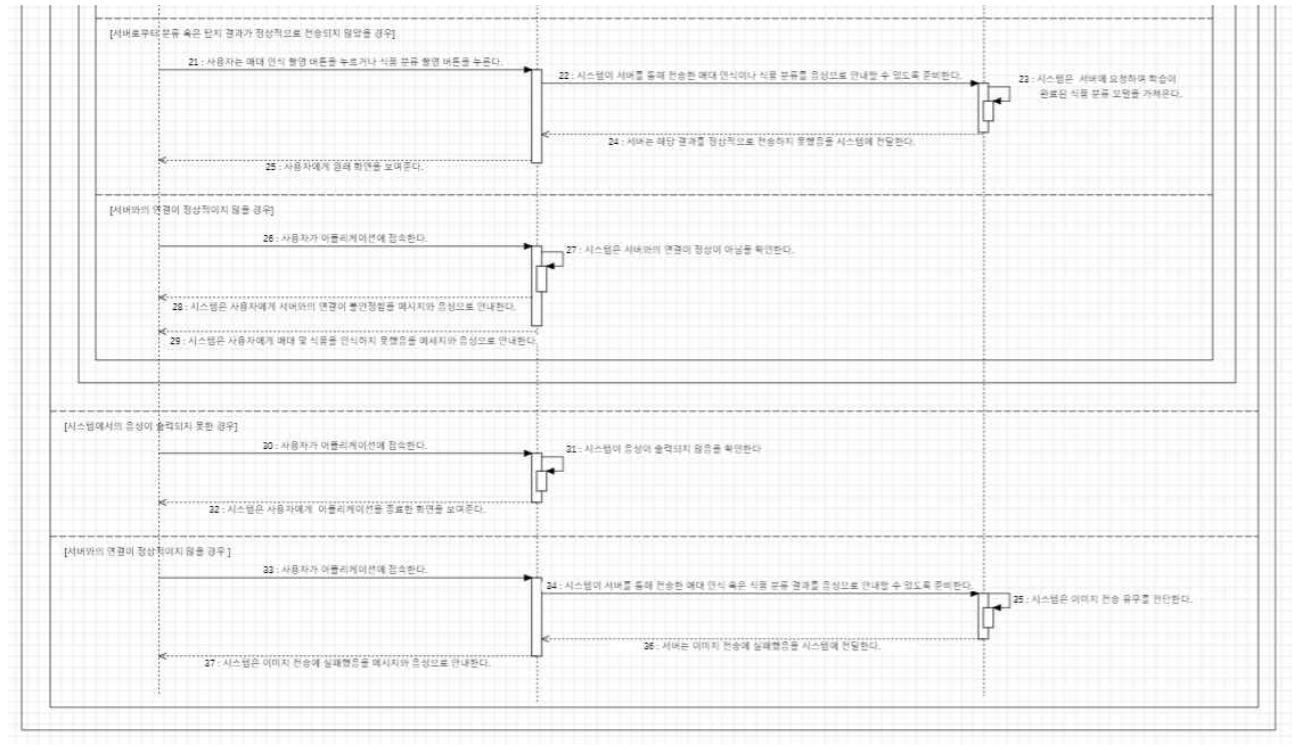 [서버로부터 분류 혹은 탐지 결과가 정상적으로 전송되지 않았을 경우]
21 : 사용자는 매대 인식 촬영 버튼을 누르거나 식품 분류 촬영 버튼을 누른다.
22 : 시스템이 서버를 통해 전송한 매대 인식이나 식품 분류를 음성으로 안내할 수 있도록 준비한다.
23 : 시스템은 서버에 요청하여 학습이
완료된 식품 분류 모델을 가져온다.
24 : 서버는 해당 결과를 정상적으로 전송하지 못했음을 시스템에 전달한다.
25 : 사용자에게 원래 화면을 보여준다.
[서버와의 연결이 정상적이지 않을 경우]
26 : 사용자가 어플리케이션에 접속한다.
27 : 시스템은 서버와의 연결이 정상이 아님을 확인한다.
28 : 시스템은 사용자에게 서버와의 연결이 불안정함을 메시지와 음성으로 안내한다.
29 : 시스템은 사용자에게 매대 및 식품을 인식하지 못했음을 메세지와 음성으로 안내한다.
[시스템에서의 음성이 출력되지 못한 경우]
30 : 사용자가 어플리케이션에 접속한다.
31 : 시스템이 음성이 출력되지 않음을 확인한다
32 : 시스템은 사용자에게 어플리케이션을 종료한 화면을 보여준다.
[서버와의 연결이 정상적이지 않을 경우 ]
33 : 사용자가 어플리케이션에 접속한다.
34 : 시스템이 서버를 통해 전송한 매대 인식 혹은 식품 분류 결과를 음성으로 안내할 수 있도록 준비한다.
35 : 시스템은 이미지 전송 유무를 판단한다.
36 : 서버는 이미지 전송에 실패했음을 시스템에 전달한다.
37 : 시스템은 이미지 전송에 실패했음을 메시지와 음성으로 안내한다.